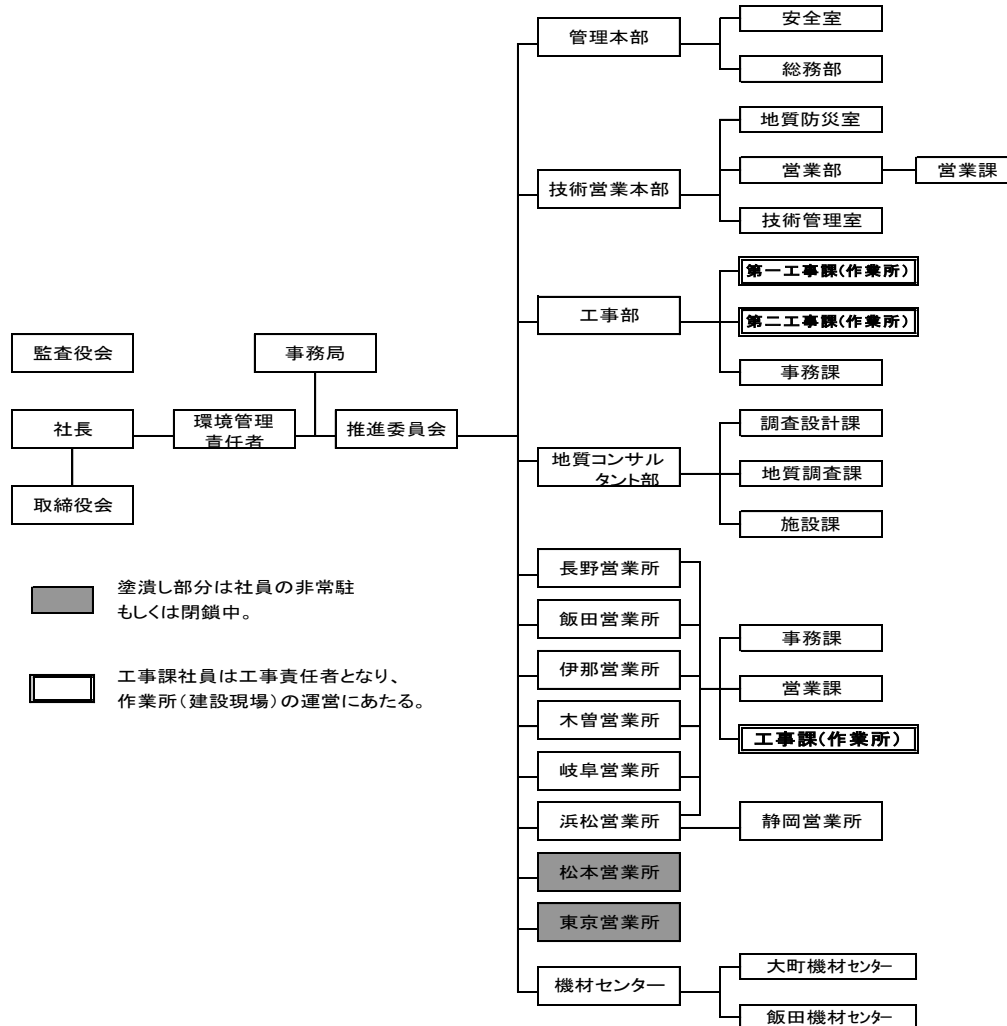 安全室
管理本部
総務部
地質防災室
営業部
営業課
技術営業本部
技術管理室
第一工事課(作業所)
工事部
第二工事課(作業所)
事務課
監査役会
事務局
社長
環境管理
責任者
推進委員会
取締役会
調査設計課
地質コンサル
タント部
地質調査課
施設課
塗潰し部分は社員の非常駐
もしくは閉鎖中。
工事課社員は工事責任者となり、
作業所(建設現場)の運営にあたる。
長野営業所
飯田営業所
伊那営業所
木曽営業所
岐阜営業所
浜松営業所
松本営業所
東京営業所
事務課
営業課
工事課(作業所)
静岡営業所
機材センター
大町機材センター
飯田機材センター